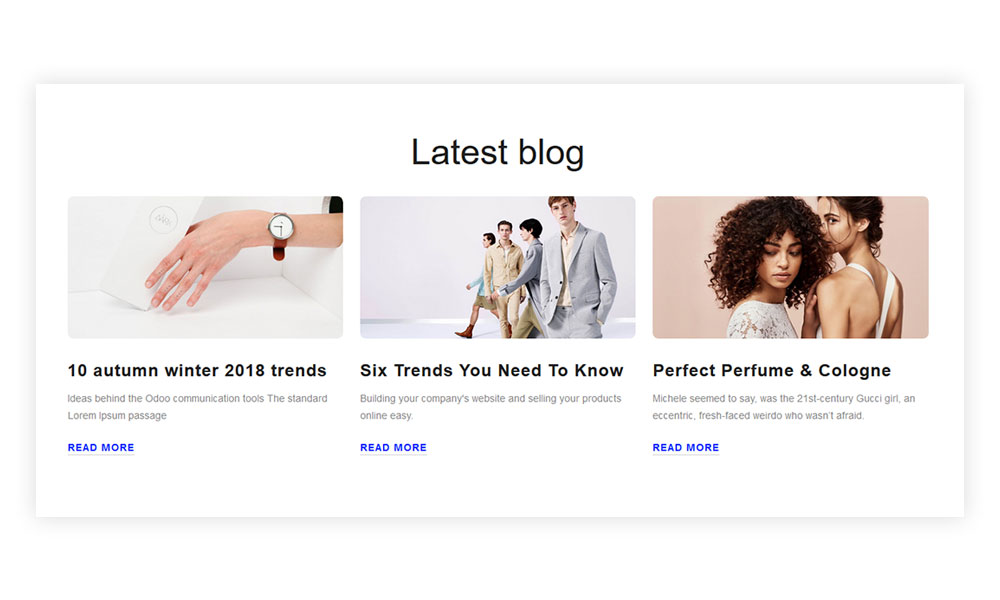 Latest blog
10 autumn winter 2018 trends
Ideas behind the Odoo communication tools The standard
Lorem Ipsum passage
READ MORE
Six Trends You Need To Know
Building your company's website and selling your products
online easy.
READ MORE
Perfect Perfume & Cologne
Michele seemed to say, was the 21st-century Gucci girl, an
eccentric, fresh-faced weirdo who wasn't afraid.
READ MORE